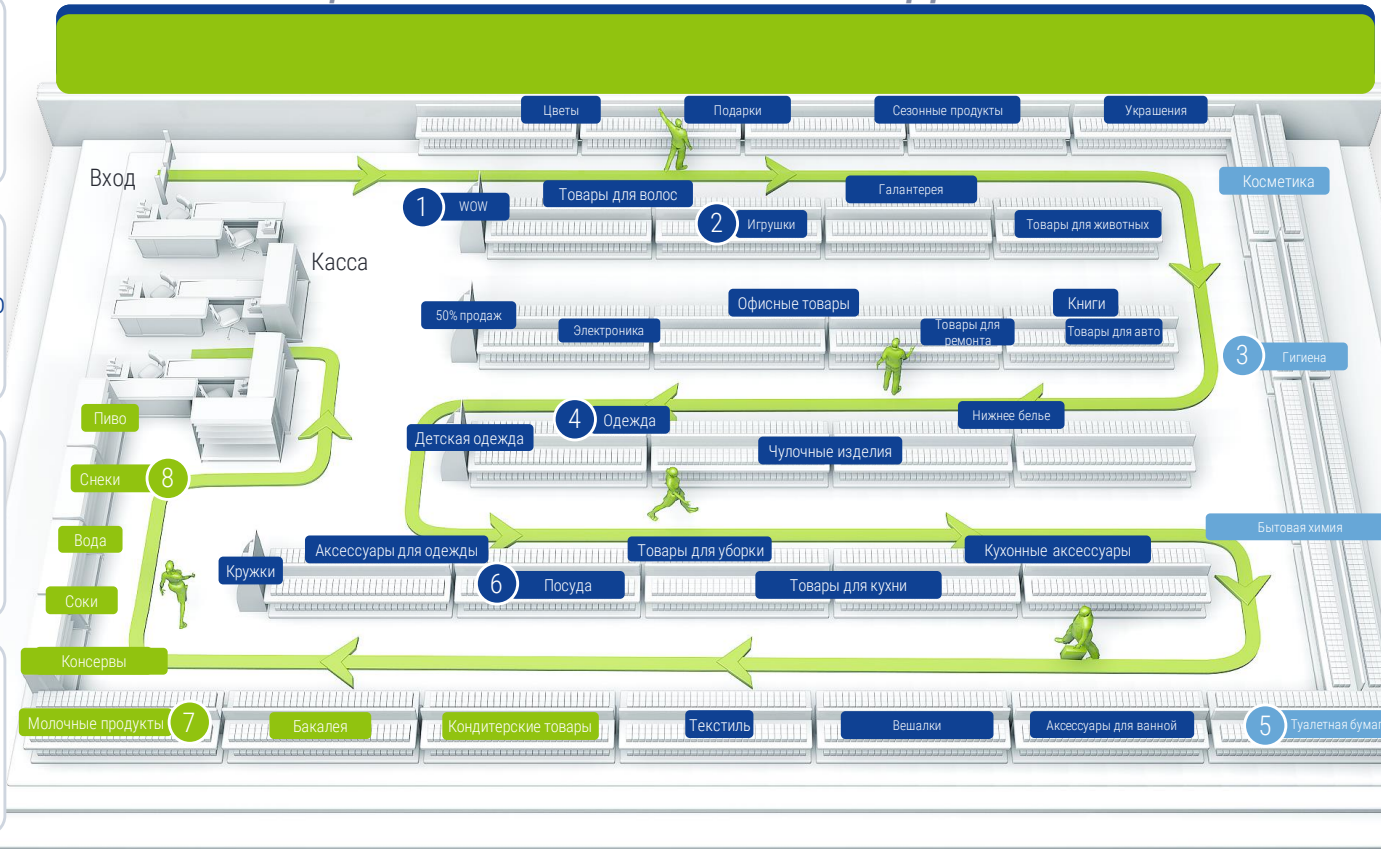 Цветы
Подарки
Сезонные продукты
Украшения
Вход
Косметика
1
WOW
Товары для волос
2
Игрушки
Галантерея
Товары для животных
Касса
50% продаж
Электроника
Офисные товары
Товары для
ремонта
Книги
Товары для авто
3
Гигиена
Пиво
Детская одежда
4
Одежда
Чулочные изделия
Нижнее белье
Снеки
8
Вода
Бытовая химия
Кружки
Аксессуары для одежды
6
Посуда
Товары для уборки
Товары для кухни
Кухонные аксессуары
Соки
Консервы
Молочные продукты
7
Бакалея
Кондитерские товары
Текстиль
Вешалки
Аксессуары для ванной
5
Туалетная